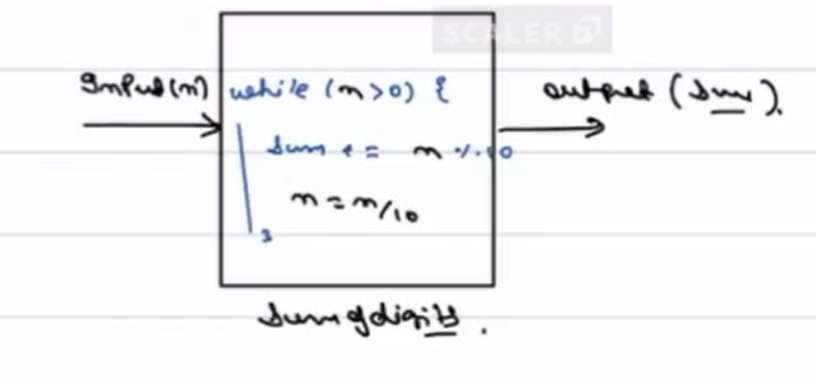 SCALER
Input(n)
while (n>0) {
output (Sum).
Sum += n %10
n = n/10
}
Sum of digits.